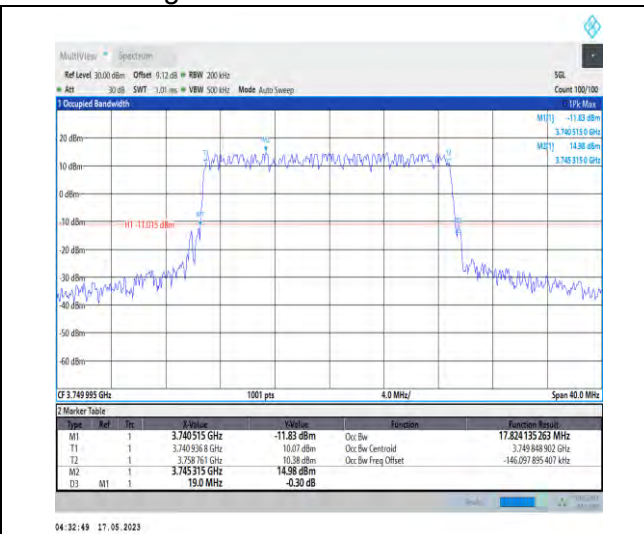 MultiView Spectrum
Ref Level 30.00 dBm Offset 9.12 dB RBW 200 kHz SGL
Att 30 dB SWT 3.01 ms VBW 500 kHz Mode Auto Sweep Count 100/100
1 Occupied Bandwidth 1Pk Max
M1[1] -11.83 dBm
3.740 515 0 GHz
M2[1] 14.98 dBm
3.745 315 0 GHz
20 dBm
10 dBm
0 dBm
-10 dBm
H1 -11.015 dBm
-20 dBm
-30 dBm
-40 dBm
-50 dBm
-60 dBm
CF 3.749 995 GHz 1001 pts 4.0 MHz/ Span 40.0 MHz
2 Marker Table
Type Ref Trc X-Value Y-Value Function Function Result
M1 1 3.740 515 GHz -11.83 dBm Occ Bw 17.824 135 263 MHz
T1 1 3.740 936 8 GHz 10.07 dBm Occ Bw Centroid 3.749 848 902 GHz
T2 1 3.758 761 GHz 10.38 dBm Occ Bw Freq Offset -146.097 895 407 kHz
M2 1 3.745 315 GHz 14.98 dBm
D3 M1 1 19.0 MHz -0.30 dB
04:32:49 17.05.2023